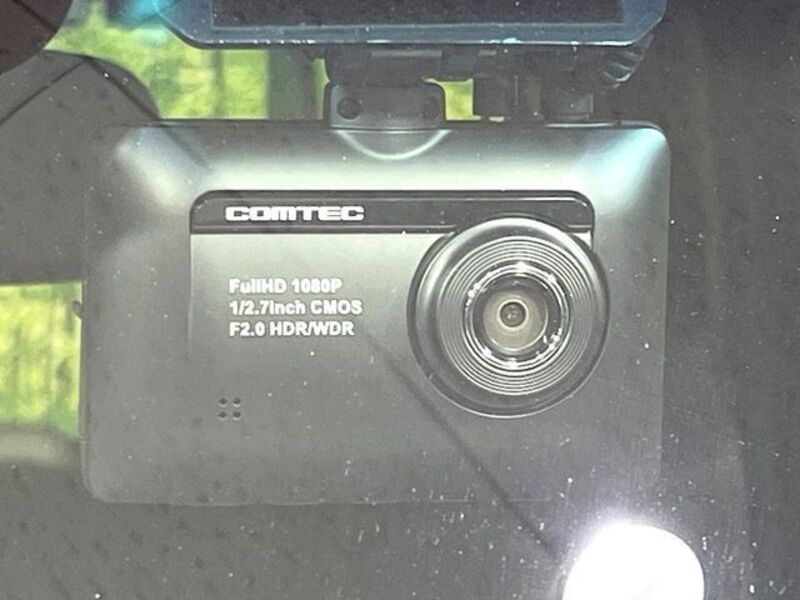 COMTEC
FullHD 1080P
1/2.7inch CMOS
F2.0 HDR/WDR